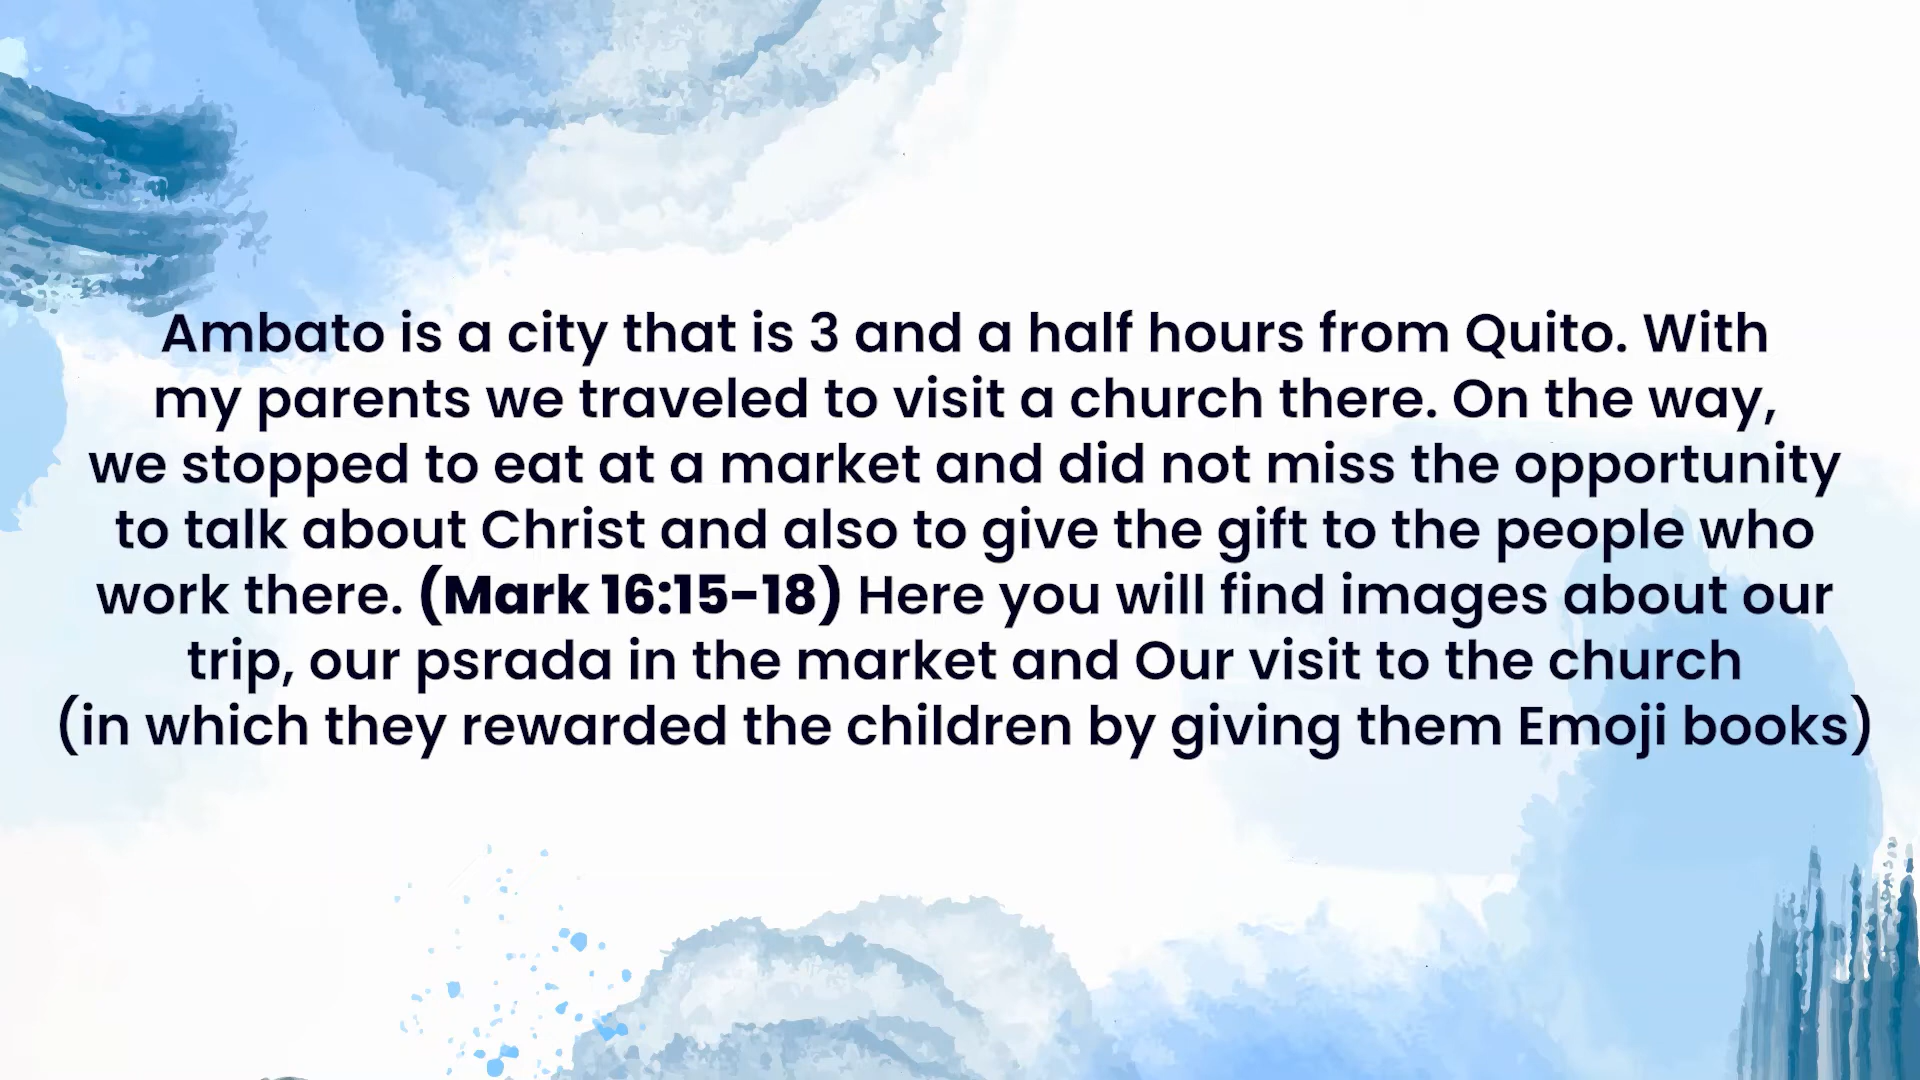 Ambato is a city that is 3 and a half hours from Quito. With
my parents we traveled to visit a church there. On the way,
we stopped to eat at a market and did not miss the opportunity
to talk about Christ and also to give the gift to the people who
work there. (Mark 16:15-18) Here you will find images about our
trip, our psrada in the market and Our visit to the church
(in which they rewarded the children by giving them Emoji books)